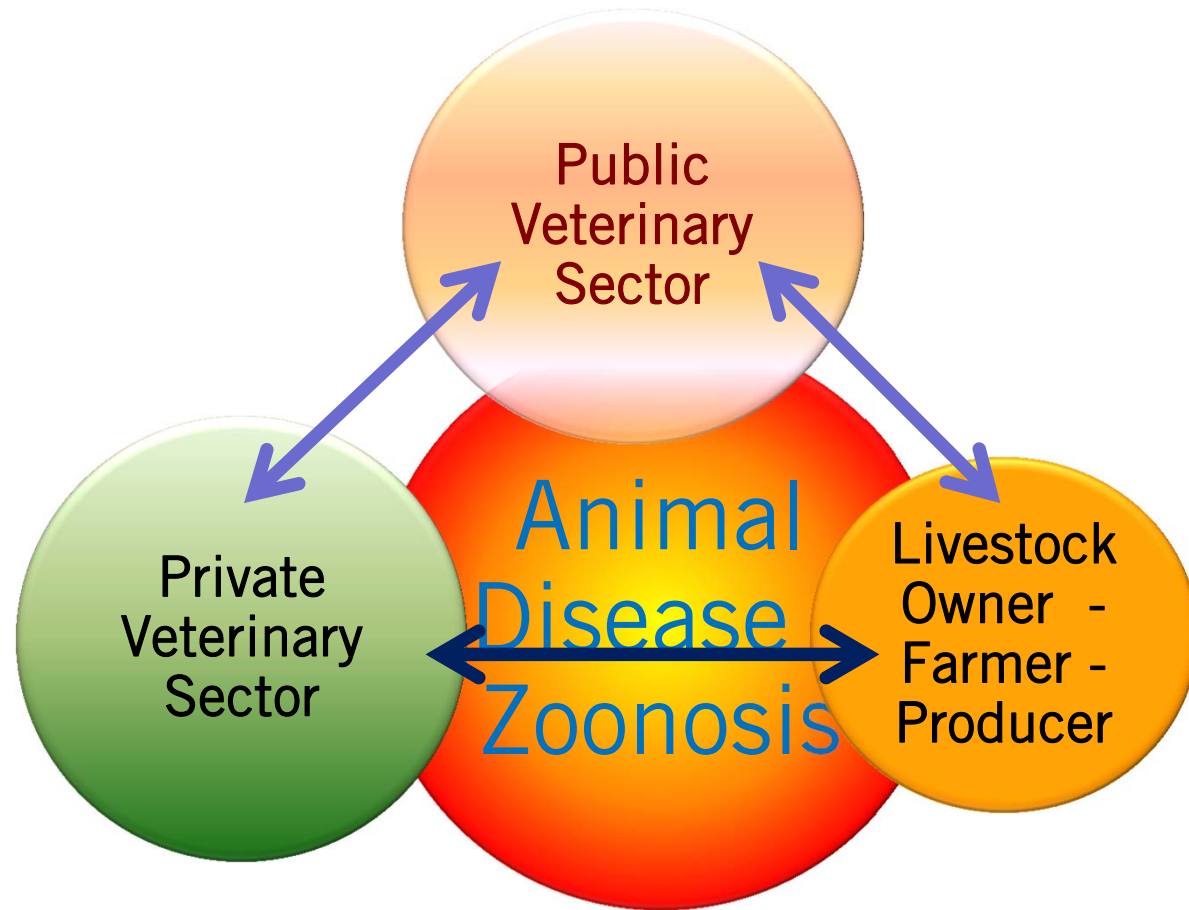 Public
Veterinary
Sector
Private
Veterinary
Sector
Animal
Disease
Zoonosis
Livestock
Owner -
Farmer -
Producer